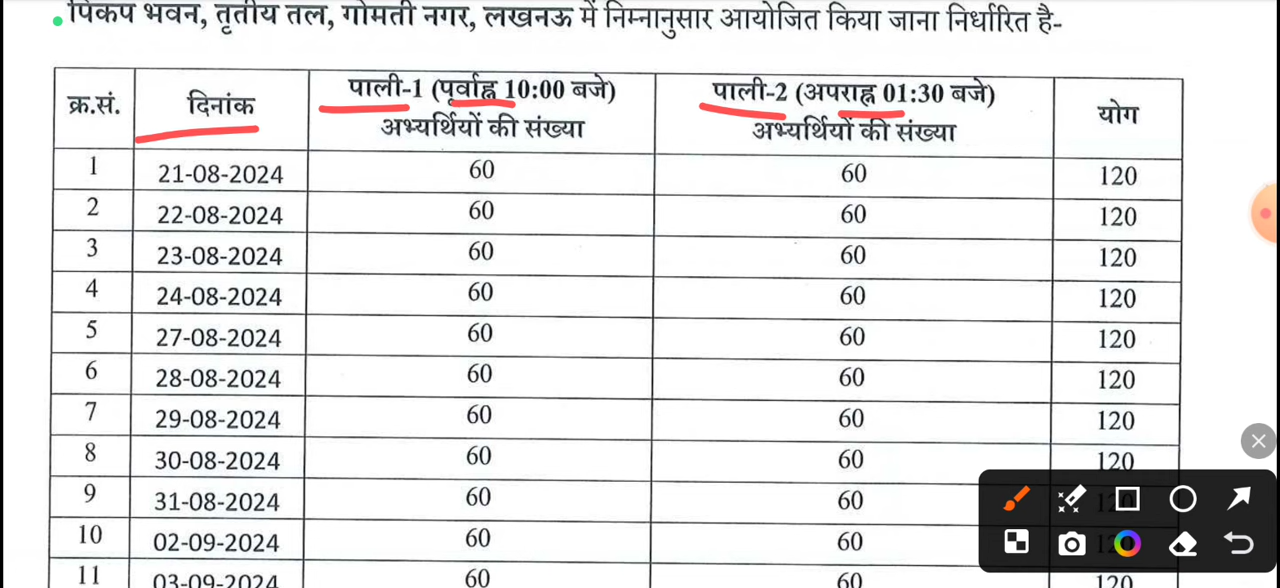 पिकप भवन, तृतीय तल, गोमती नगर, लखनऊ में निम्नानुसार आयोजित किया जाना निर्धारित है-
क्र.सं. दिनांक पाली-1 (पूर्वाह्न 10:00 बजे) अभ्यर्थियों की संख्या पाली-2 (अपराह्न 01:30 बजे) अभ्यर्थियों की संख्या योग
1 21-08-2024 60 60 120
2 22-08-2024 60 60 120
3 23-08-2024 60 60 120
4 24-08-2024 60 60 120
5 27-08-2024 60 60 120
6 28-08-2024 60 60 120
7 29-08-2024 60 60 120
8 30-08-2024 60 60 120
9 31-08-2024 60 60 120
10 02-09-2024 60 60 120
11 03-09-2024 60 60 120